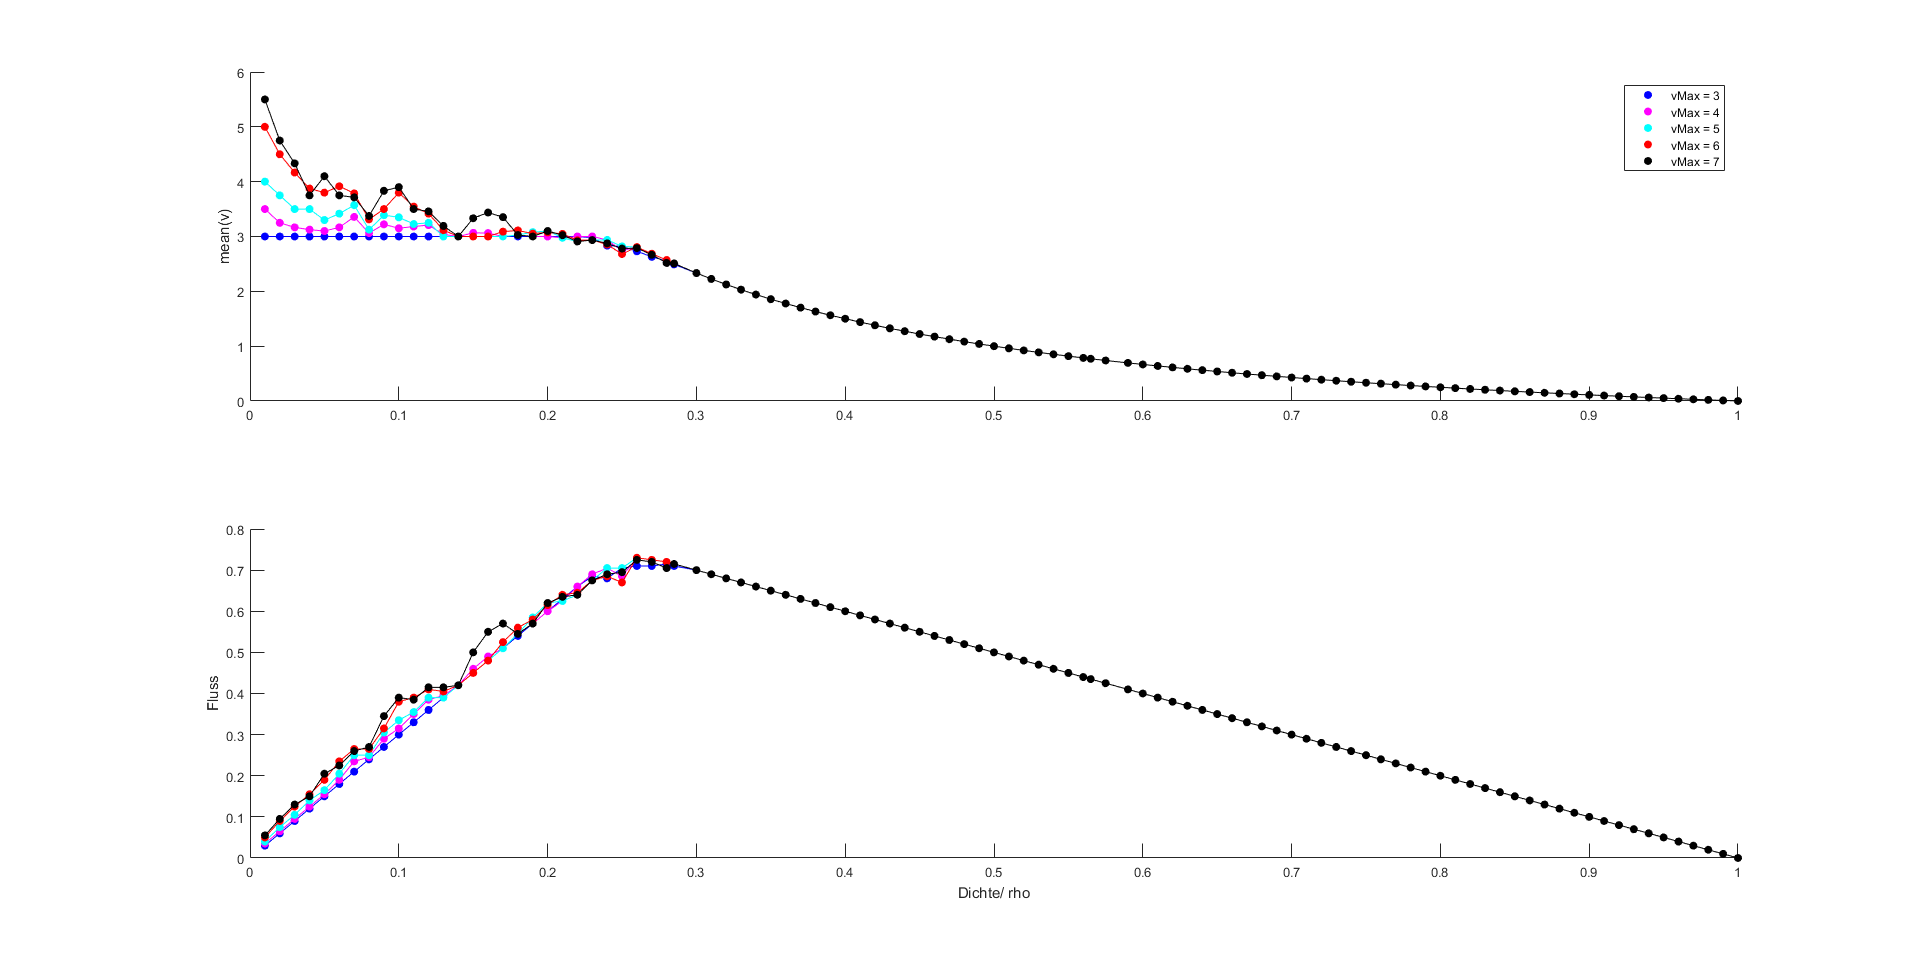 6
5
4
3
2
1
0
mean(v)
0 0.1 0.2 0.3 0.4 0.5 0.6 0.7 0.8 0.9 1
vMax = 3
vMax = 4
vMax = 5
vMax = 6
vMax = 7
0.8
0.7
0.6
0.5
0.4
0.3
0.2
0.1
0
Fluss
0 0.1 0.2 0.3 0.4 0.5 0.6 0.7 0.8 0.9 1
Dichte/ rho